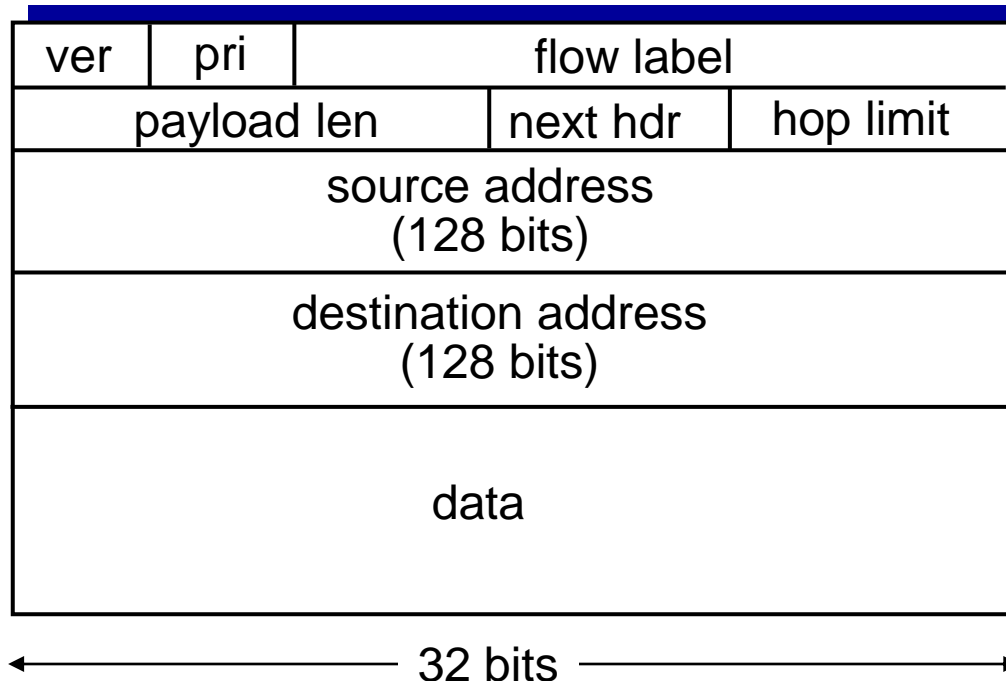 ver pri flow label
payload len next hdr hop limit
source address
(128 bits)
destination address
(128 bits)
data
32 bits